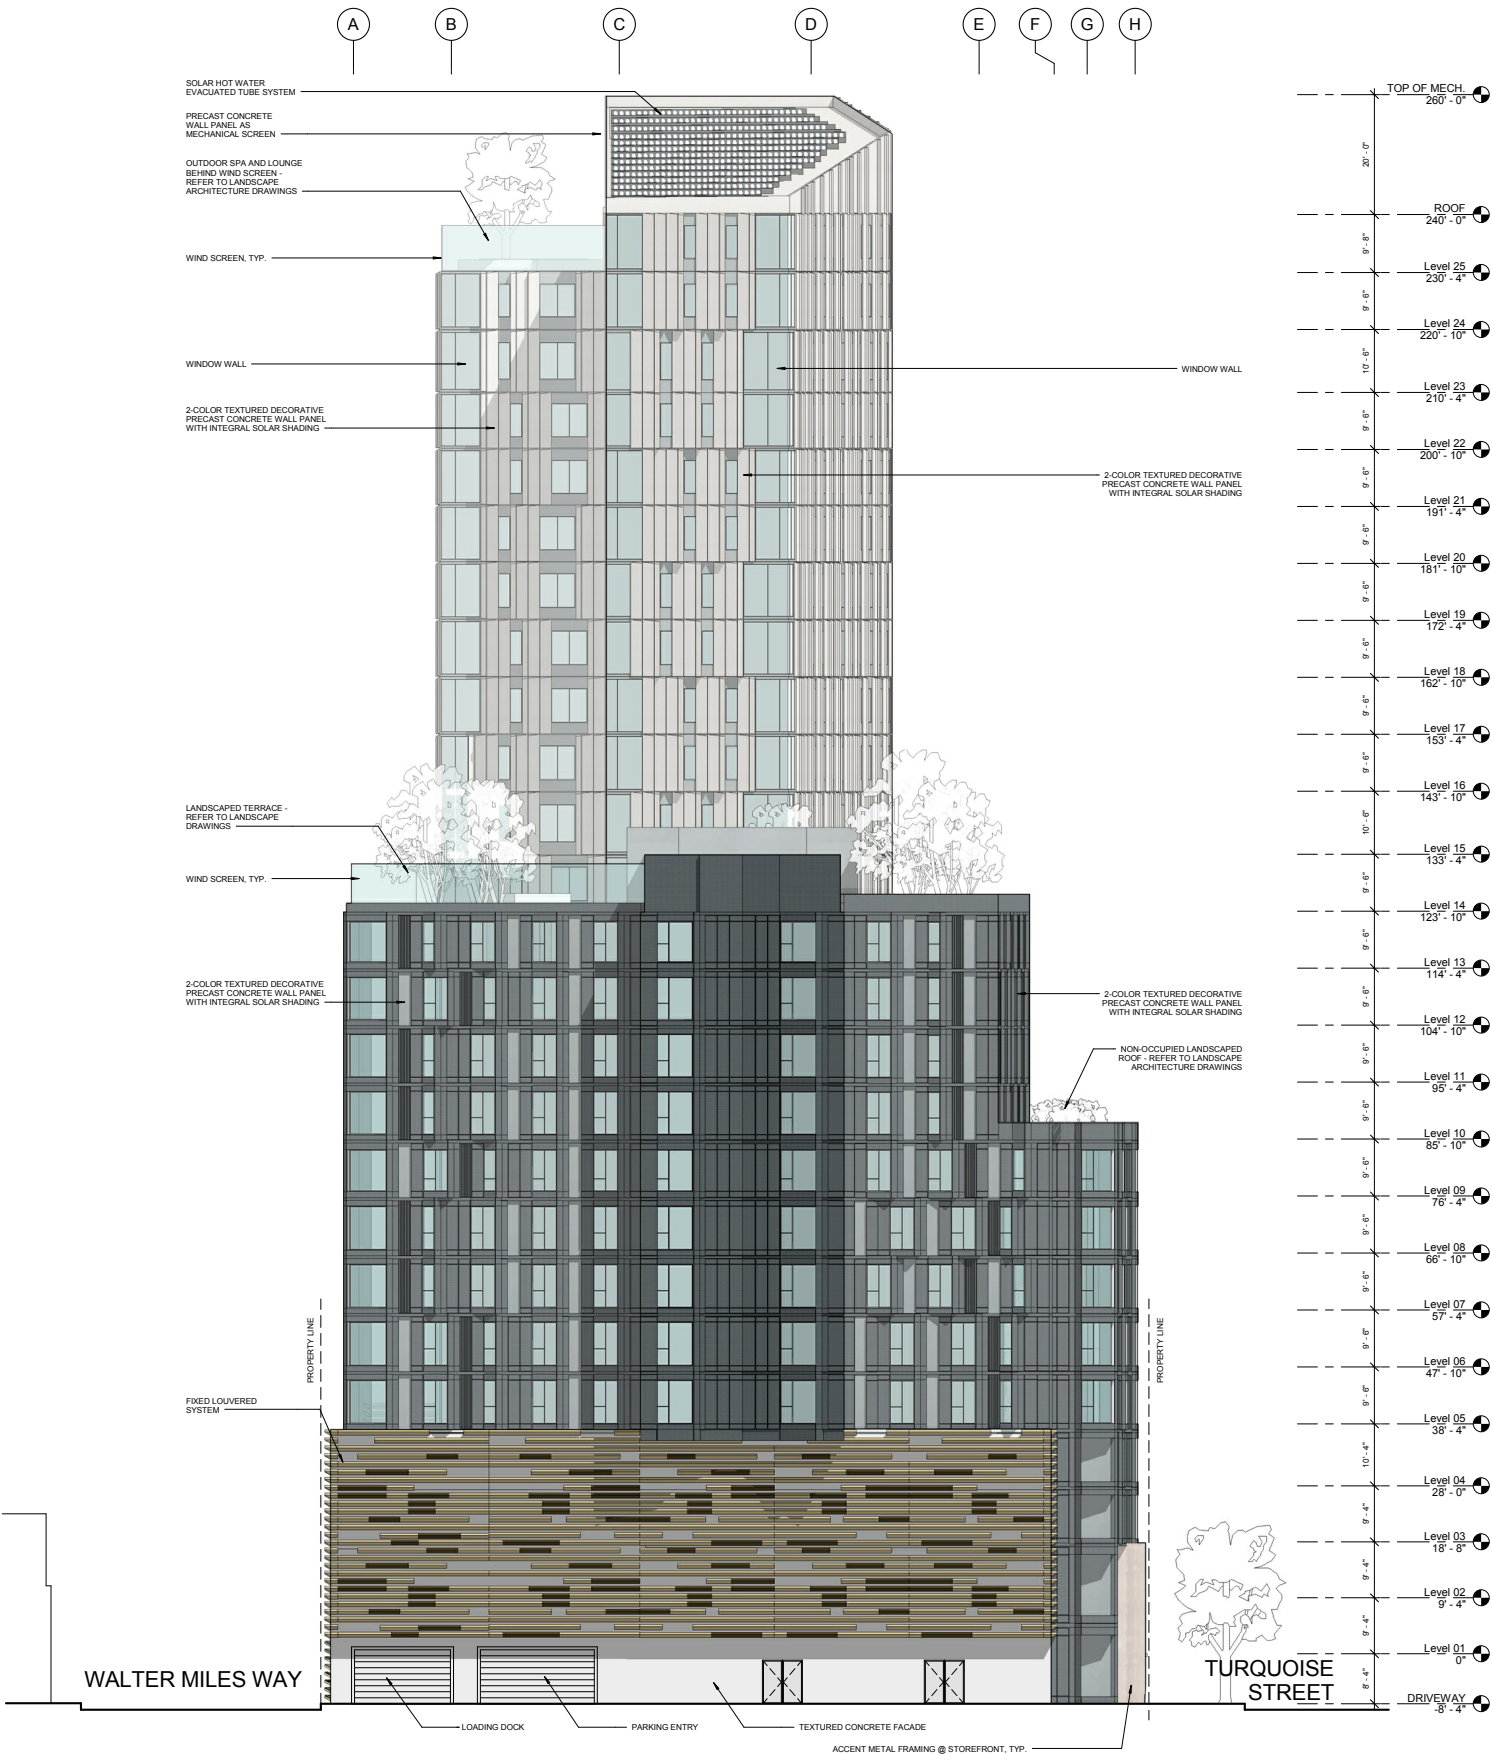 A
B
C
D
E
F
G
H
SOLAR HOT WATER
EVACUATED TUBE SYSTEM
PRECAST CONCRETE
WALL PANEL AS
MECHANICAL SCREEN
OUTDOOR SPA AND LOUNGE
BEHIND WIND SCREEN -
REFER TO LANDSCAPE
ARCHITECTURE DRAWINGS
WIND SCREEN, TYP.
WINDOW WALL
2-COLOR TEXTURED DECORATIVE
PRECAST CONCRETE WALL PANEL
WITH INTEGRAL SOLAR SHADING
LANDSCAPED TERRACE -
REFER TO LANDSCAPE
DRAWINGS
WIND SCREEN, TYP.
2-COLOR TEXTURED DECORATIVE
PRECAST CONCRETE WALL PANEL
WITH INTEGRAL SOLAR SHADING
PROPERTY LINE
FIXED LOUVERED
SYSTEM
WALTER MILES WAY
LOADING DOCK
PARKING ENTRY
TEXTURED CONCRETE FACADE
ACCENT METAL FRAMING @ STOREFRONT, TYP.
WINDOW WALL
2-COLOR TEXTURED DECORATIVE
PRECAST CONCRETE WALL PANEL
WITH INTEGRAL SOLAR SHADING
2-COLOR TEXTURED DECORATIVE
PRECAST CONCRETE WALL PANEL
WITH INTEGRAL SOLAR SHADING
NON-OCCUPIED LANDSCAPED
ROOF - REFER TO LANDSCAPE
ARCHITECTURE DRAWINGS
PROPERTY LINE
TURQUOISE
STREET
TOP OF MECH.
260' - 0"
20' - 0"
ROOF
240' - 0"
9' - 8"
Level 25
230' - 4"
9' - 6"
Level 24
220' - 10"
10' - 6"
Level 23
210' - 4"
9' - 6"
Level 22
200' - 10"
9' - 6"
Level 21
191' - 4"
9' - 6"
Level 20
181' - 10"
9' - 6"
Level 19
172' - 4"
9' - 6"
Level 18
162' - 10"
9' - 6"
Level 17
153' - 4"
9' - 6"
Level 16
143' - 10"
10' - 6"
Level 15
133' - 4"
9' - 6"
Level 14
123' - 10"
9' - 6"
Level 13
114' - 4"
9' - 6"
Level 12
104' - 10"
9' - 6"
Level 11
95' - 4"
9' - 6"
Level 10
85' - 10"
9' - 6"
Level 09
76' - 4"
9' - 6"
Level 08
66' - 10"
9' - 6"
Level 07
57' - 4"
9' - 6"
Level 06
47' - 10"
9' - 6"
Level 05
38' - 4"
10' - 4"
Level 04
28' - 0"
9' - 4"
Level 03
18' - 8"
9' - 4"
Level 02
9' - 4"
9' - 4"
Level 01
0"
8' - 4"
DRIVEWAY
-8' - 4"